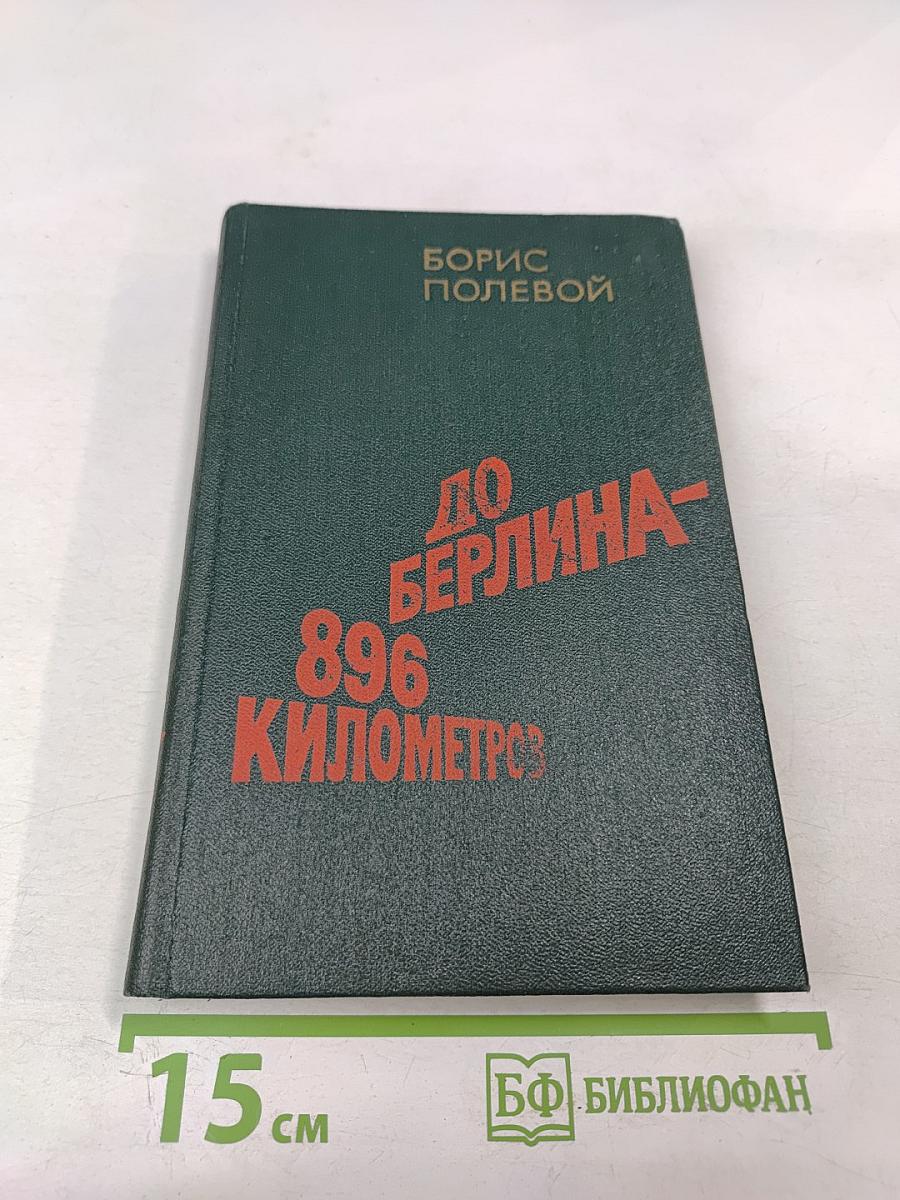 БОРИС
ПОЛЕВОЙ
ДО
БЕРЛИНА-
896
КИЛОМЕТРОВ
15 см
БФ БИБЛИОФАН